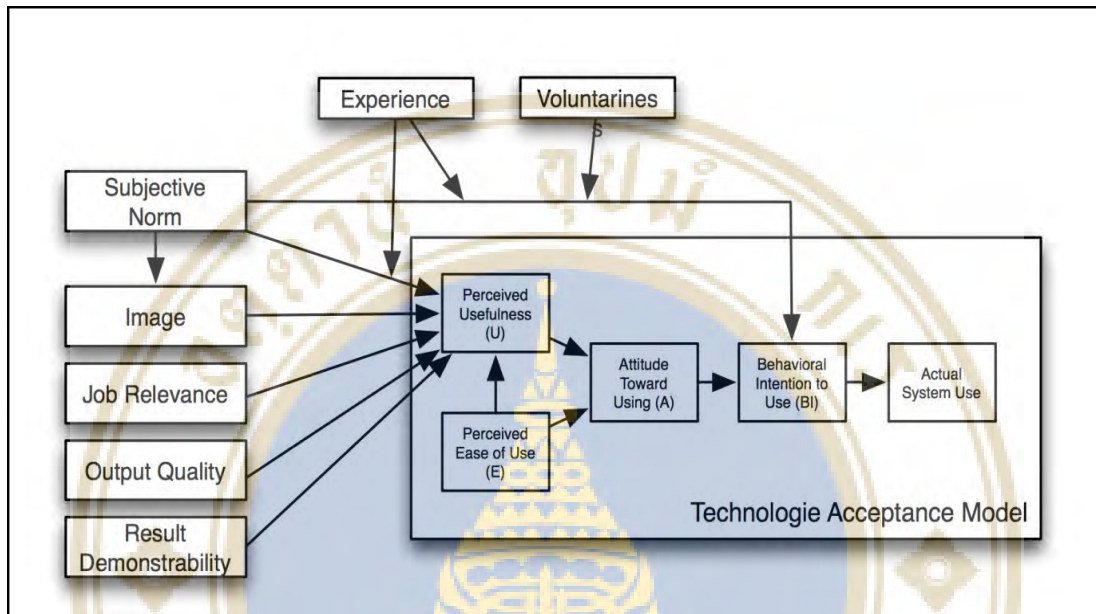 Experience
Voluntarines
s
Subjective
Norm
Image
Job Relevance
Output Quality
Result
Demonstrability
Perceived
Usefulness
(U)
Perceived
Ease of Use
(E)
Attitude
Toward
Using (A)
Behavioral
Intention to
Use (BI)
Actual
System Use
Technologie Acceptance Model